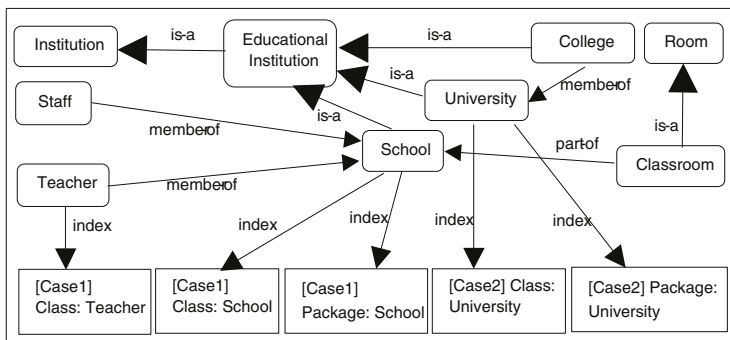 Institution
is-a
Educational
Institution
is-a
College
Room
Staff
is-a
University
member-of
member-of
is-a
is-a
School
part-of
Classroom
Teacher
member-of
index
index
index
index
index
[Case1]
Class: Teacher
[Case1]
Class: School
[Case1]
Package: School
[Case2] Class:
University
[Case2] Package:
University